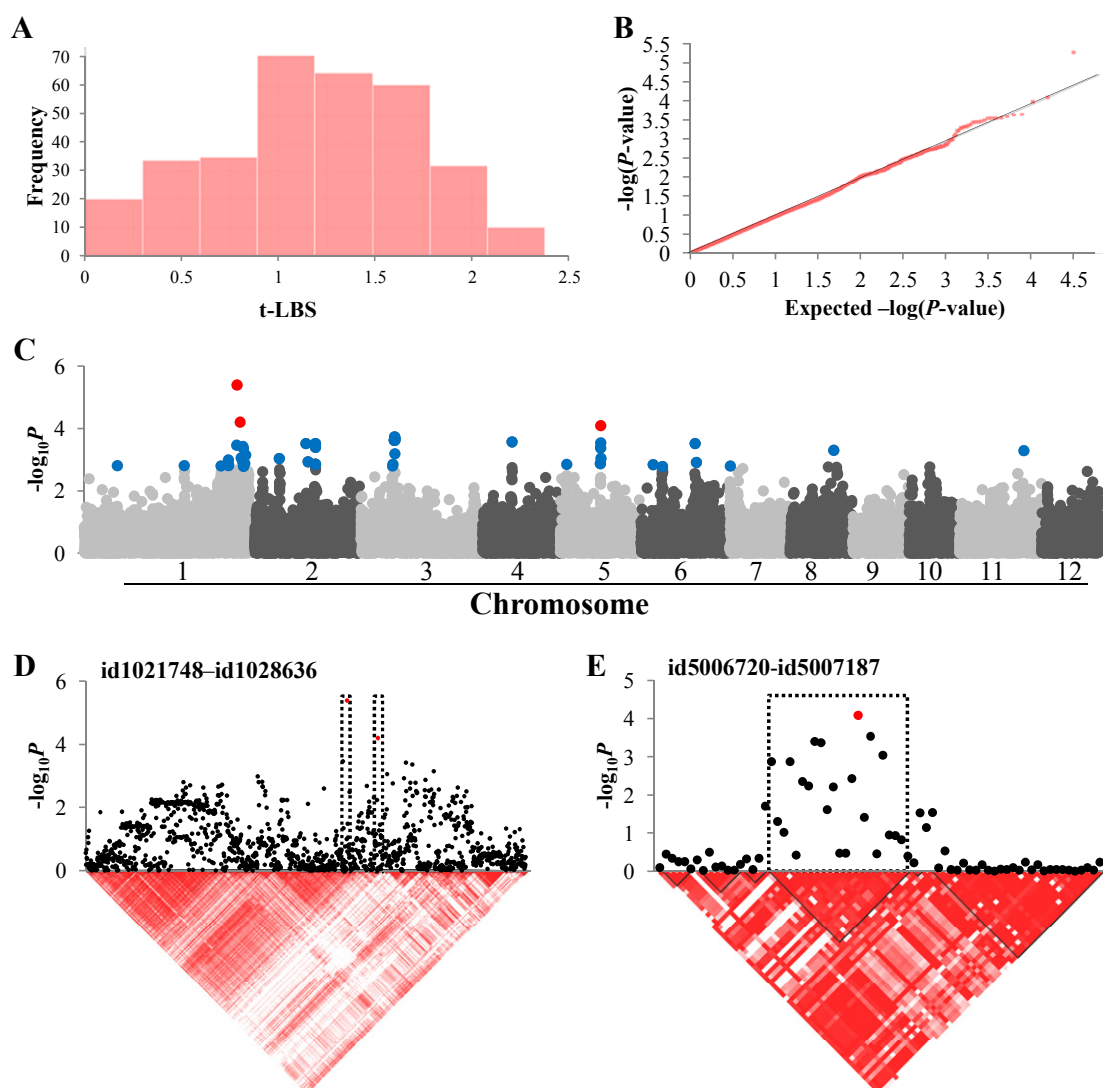 A
Frequency
70
60
50
40
30
20
10
0
0 0.5 1 1.5 2 2.5
t-LBS
B
-log(P-value)
5.5
5
4.5
4
3.5
3
2.5
2
1.5
1
0.5
0
0 0.5 1 1.5 2 2.5 3 3.5 4 4.5
Expected –log(P-value)
C
-log10P
6
4
2
0
1 2 3 4 5 6 7 8 9 10 11 12
Chromosome
D
id1021748–id1028636
-log10P
6
4
2
0
E
id5006720-id5007187
-log10P
5
4
3
2
1
0